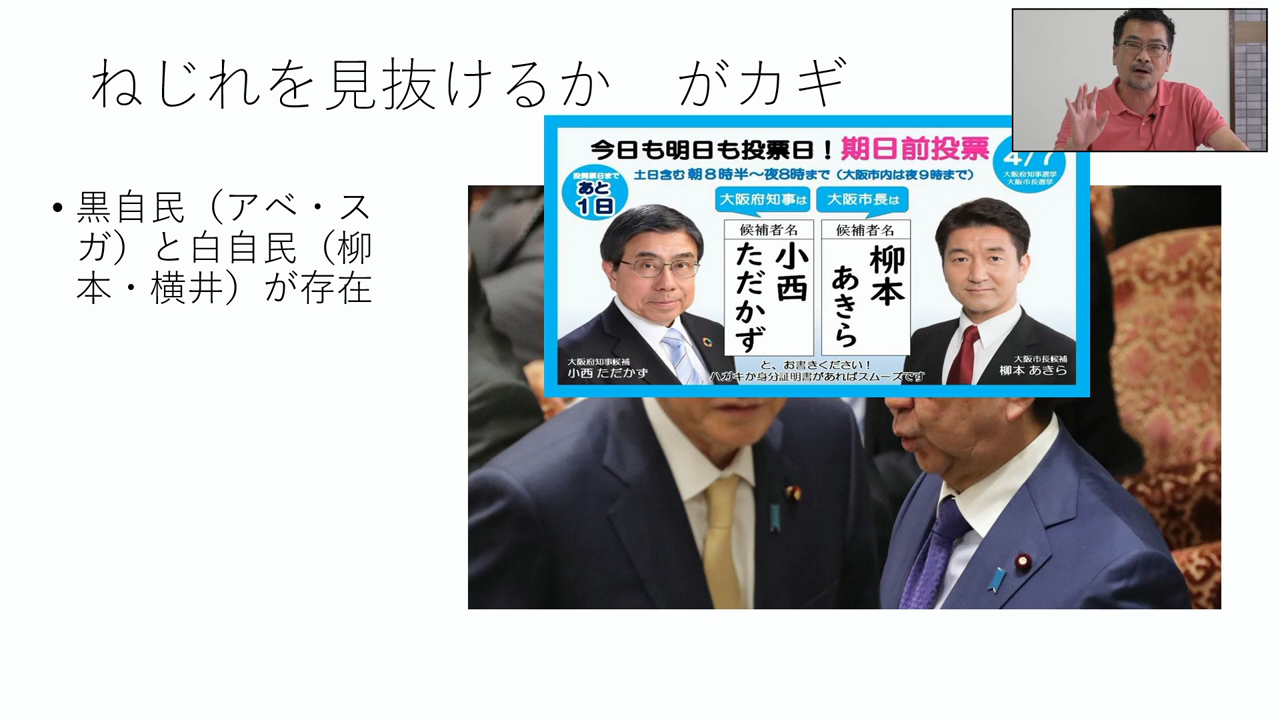 ねじれを見抜けるか　がカギ
• 黒自民（アベ・ス
ガ）と白自民（柳
本・横井）が存在
今日も明日も投票日！期日前投票
土日含む 朝8時半～夜8時まで（大阪市内は夜9時まで）
投開票日まで
あと
1日
4/7
大阪府知事選挙
大阪市長選挙
大阪府知事は
候補者名
小西
ただかず
大阪市長は
候補者名
柳本
あきら
大阪府知事候補
小西 ただかず
大阪市長候補
柳本 あきら
と、お書きください！
ハガキか身分証明書があればスムーズです